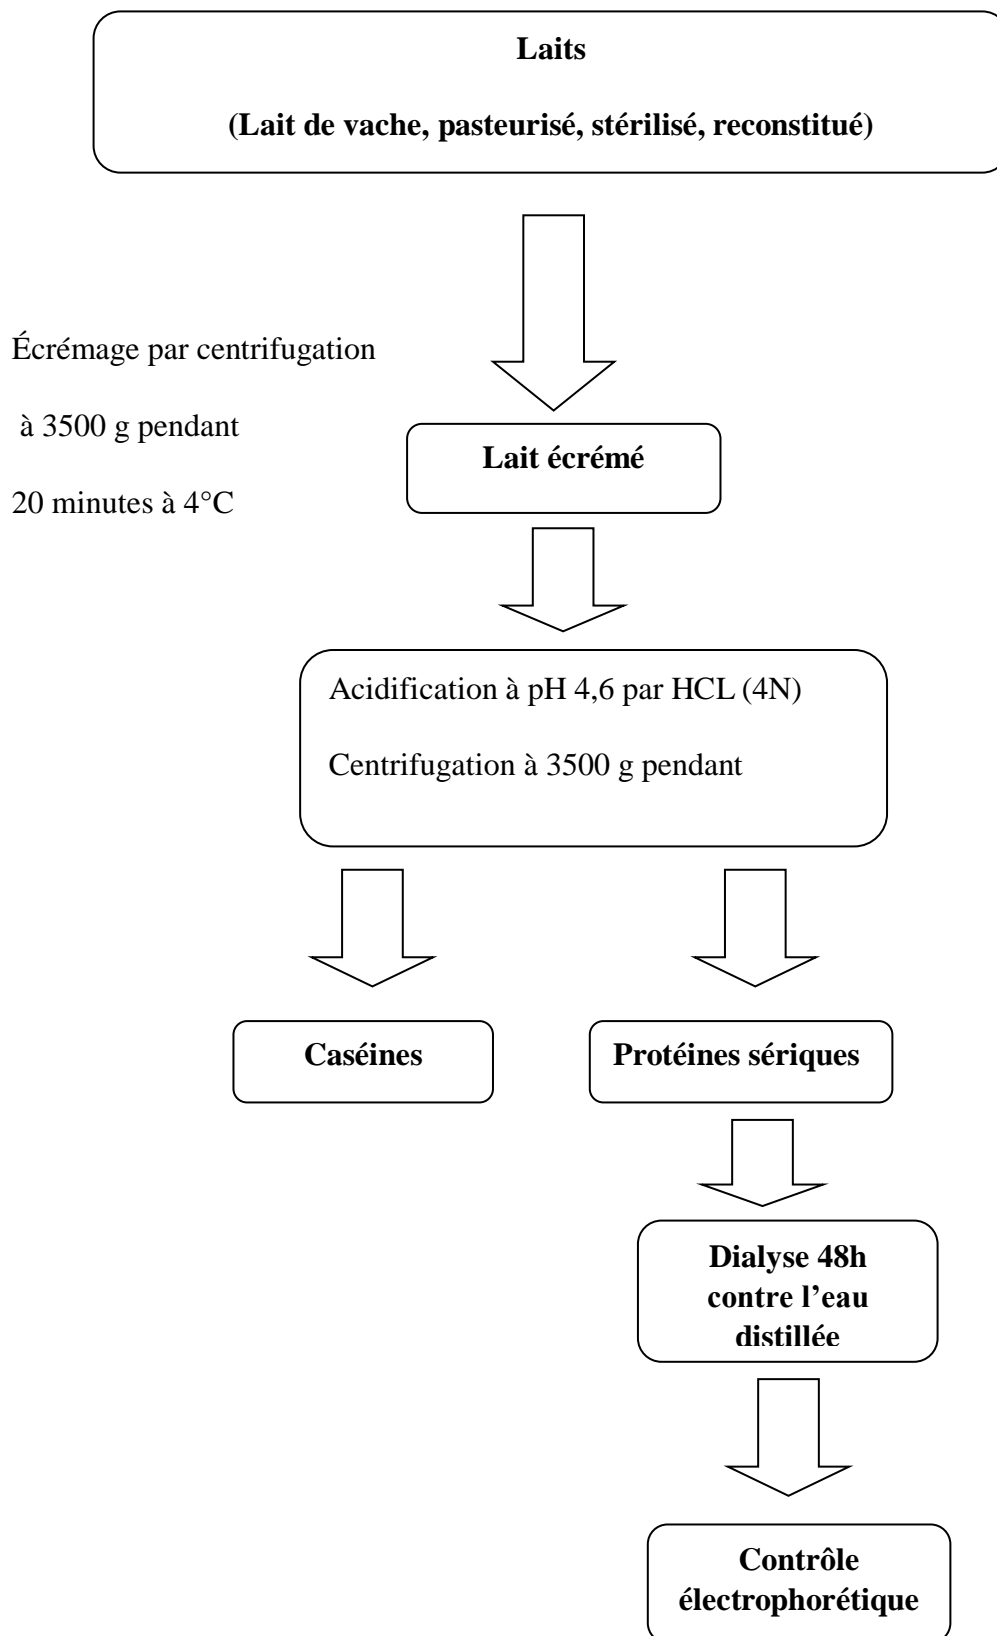 Laits
(Lait de vache, pasteurisé, stérilisé, reconstitué)
Écrémage par centrifugation
à 3500 g pendant
20 minutes à 4°C
Lait écrémé
Acidification à pH 4,6 par HCL (4N)
Centrifugation à 3500 g pendant
Caséines
Protéines sériques
Dialyse 48h
contre l’eau
distillée
Contrôle
électrophorétique